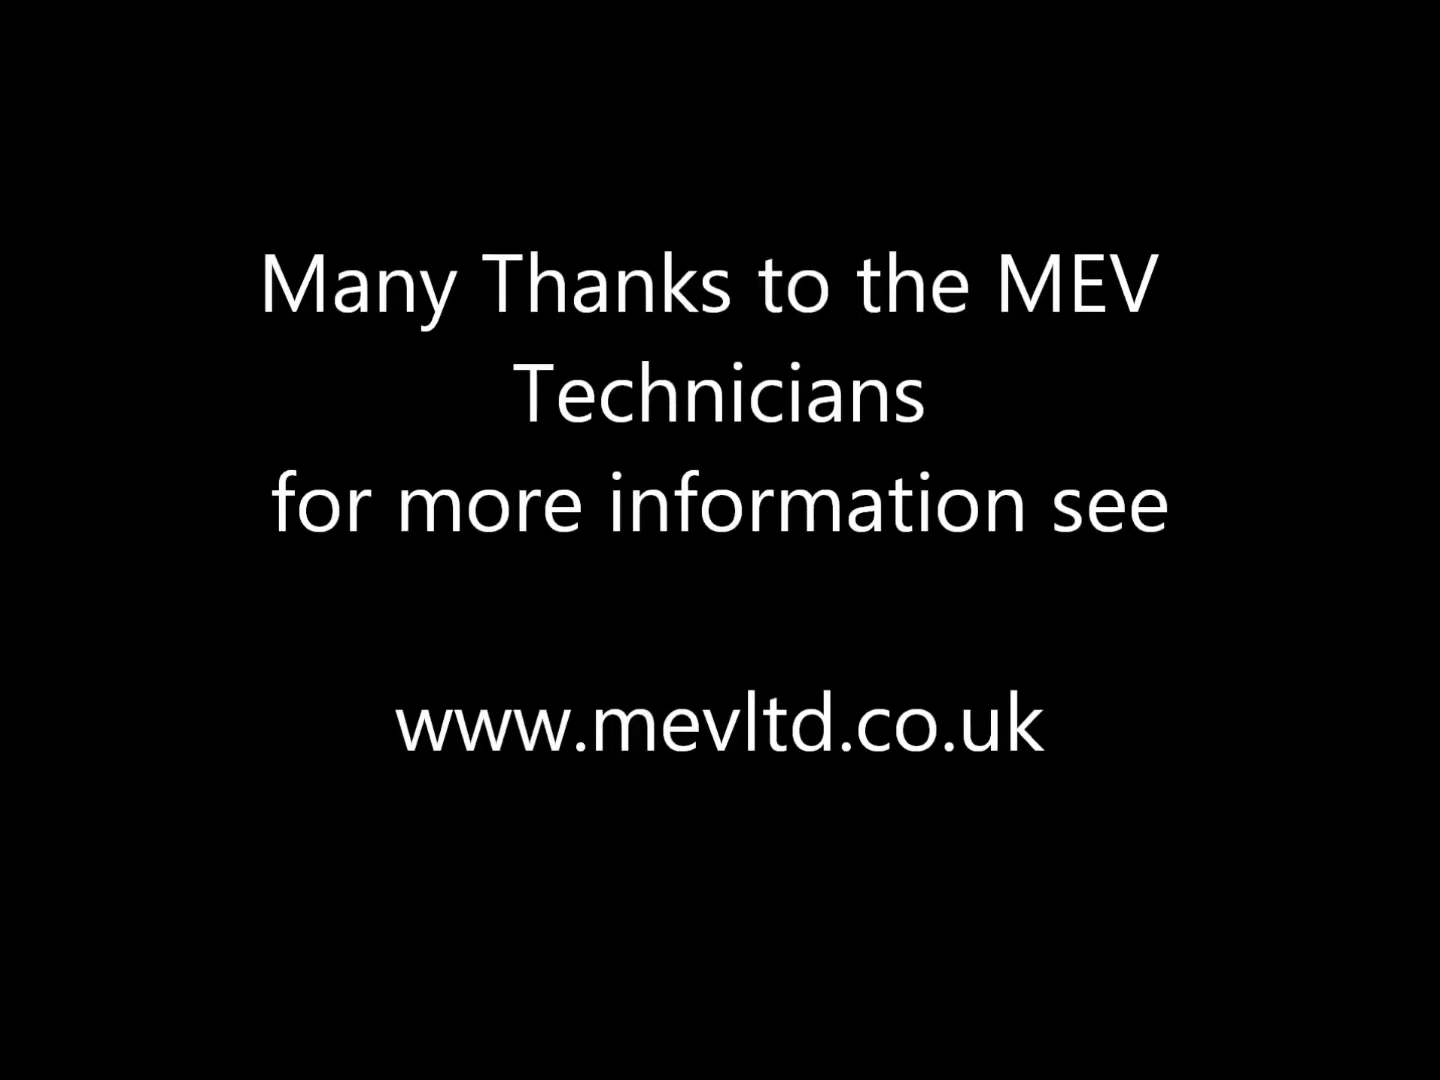 Many Thanks to the MEV
Technicians
for more information see
www.mevltd.co.uk